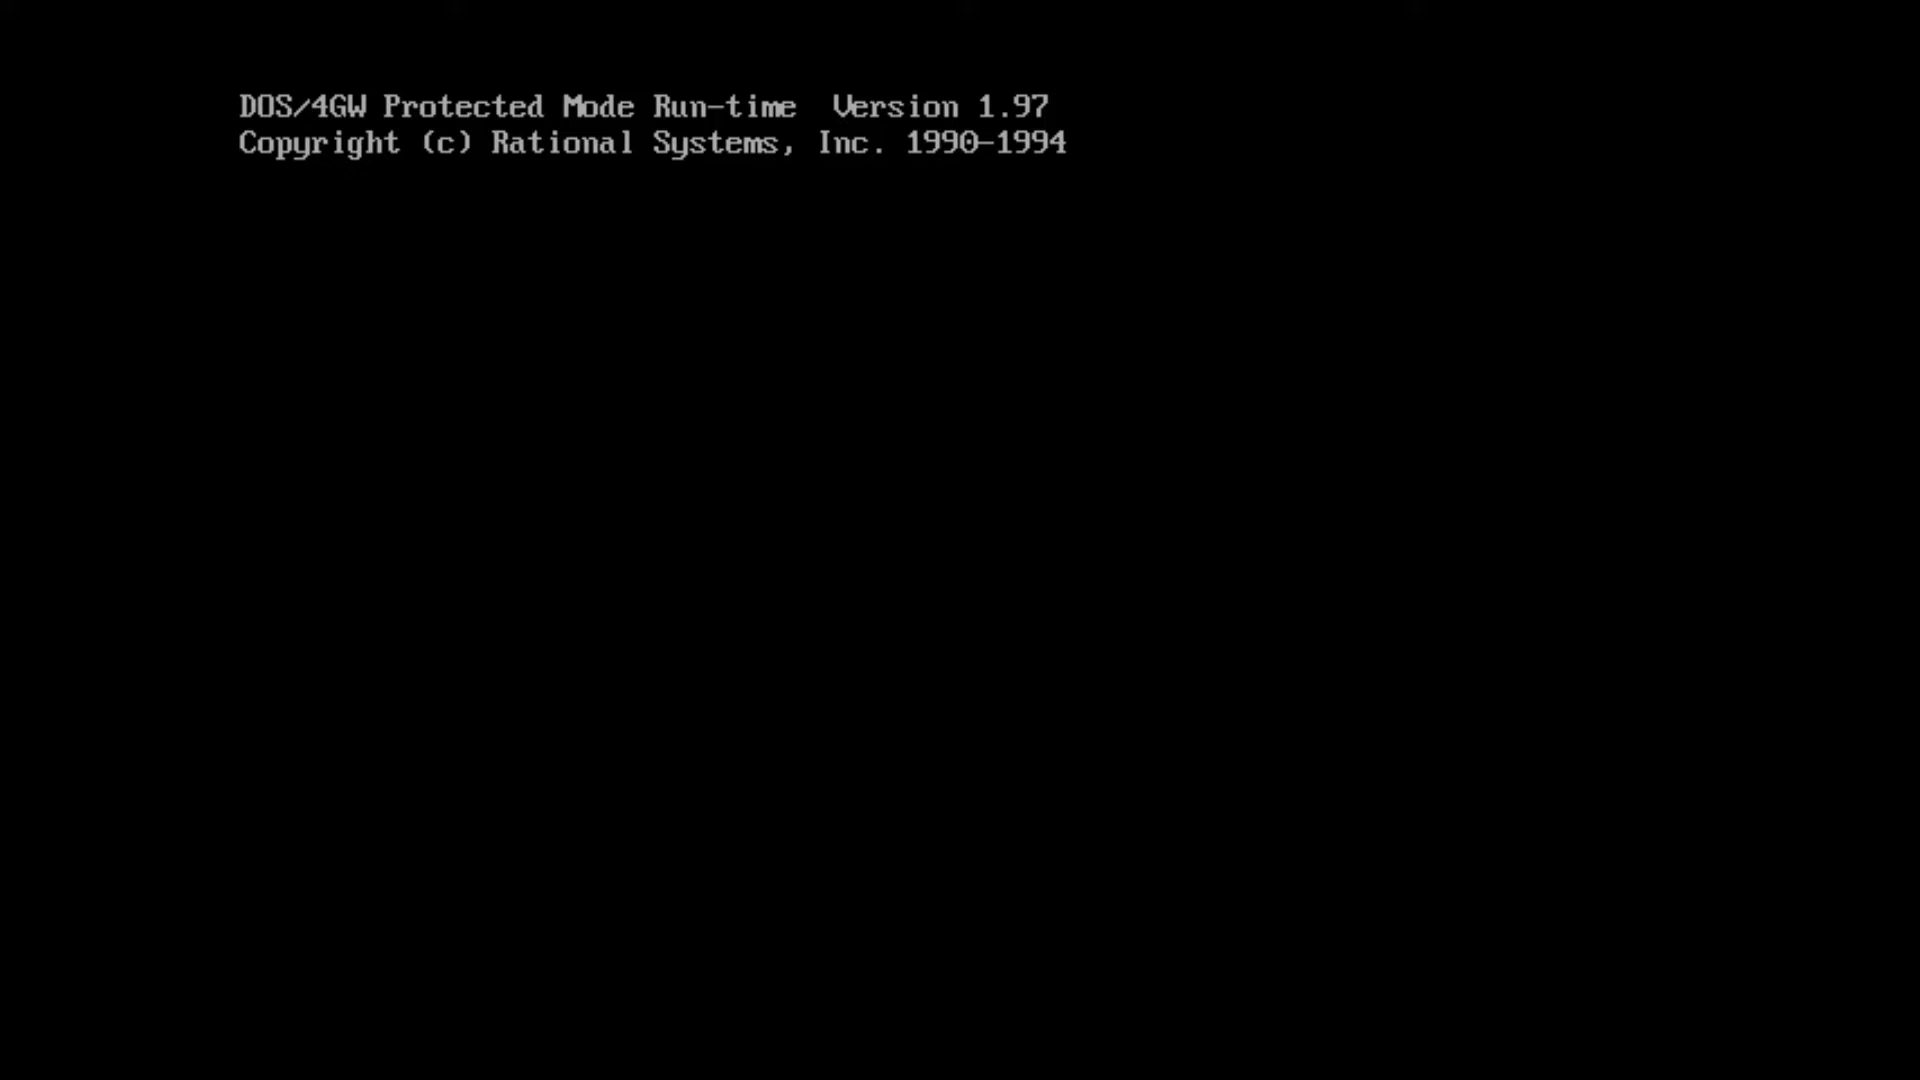 DOS/4GW Protected Mode Run-time  Version 1.97
Copyright (c) Rational Systems, Inc. 1990-1994